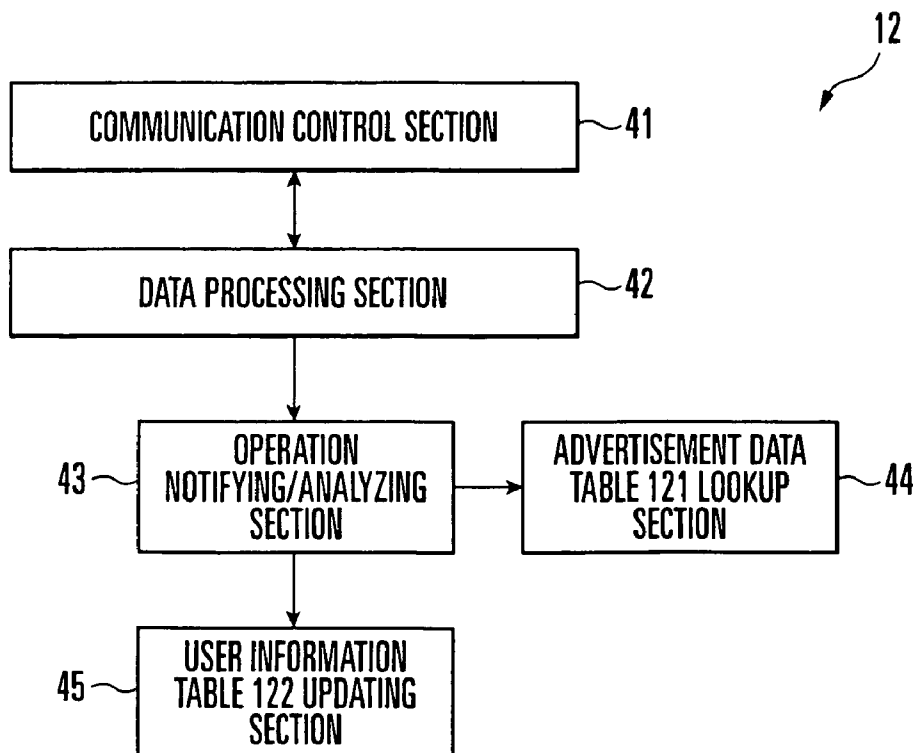 12
COMMUNICATION CONTROL SECTION
41
DATA PROCESSING SECTION
42
OPERATION
NOTIFYING/ANALYZING
SECTION
43
ADVERTISEMENT DATA
TABLE 121 LOOKUP
SECTION
44
USER INFORMATION
TABLE 122 UPDATING
SECTION
45